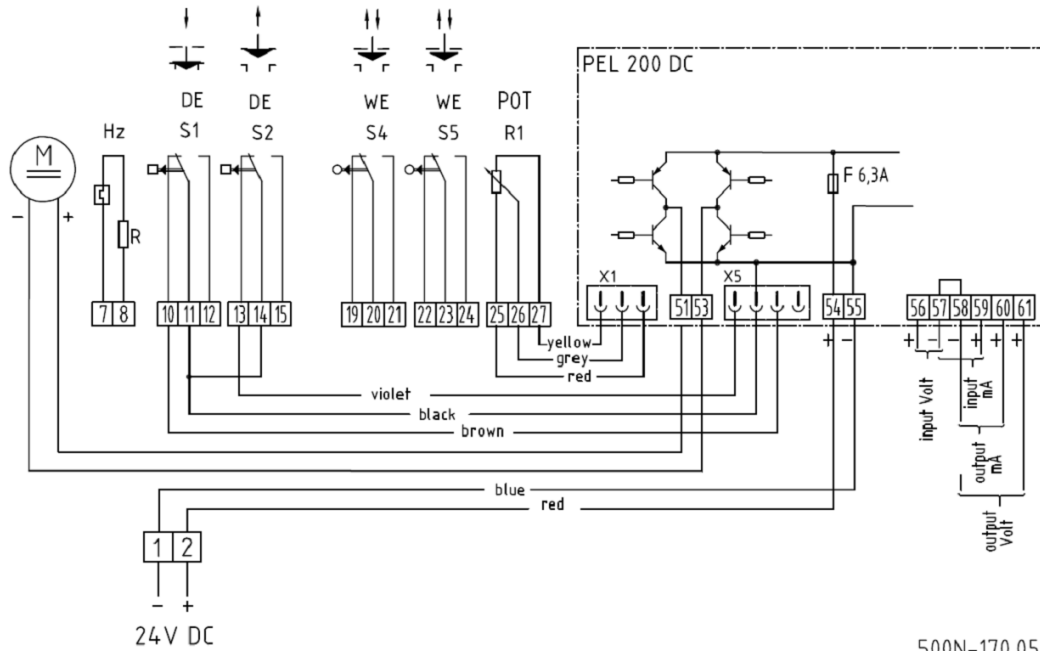 PEL 200 DC
DE DE WE WE POT
Hz S1 S2 S4 S5 R1
M
F 6,3A
- +
R
X1 X5
7 8 10 11 12 13 14 15 19 20 21 22 23 24 25 26 27 51 53 54 55 56 57 58 59 60 61
+ - + - - + + +
yellow
grey
red
violet
black
brown
input Volt
input mA
output mA
output Volt
blue
red
1 2
- +
24V DC
500N-170.05